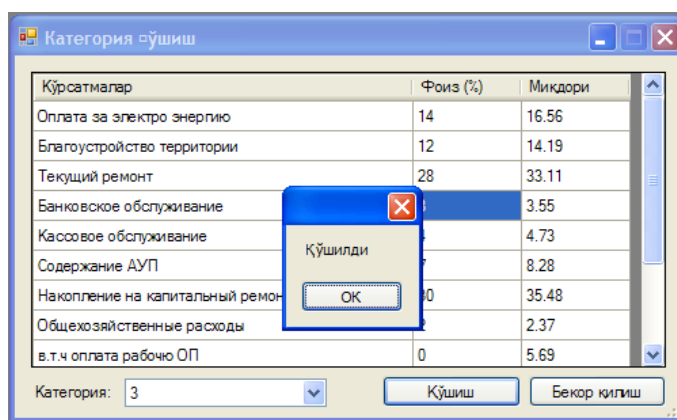 Категория ¤ўшиш
Кўрсатмалар Фоиз (%) Микдори
Оплата за электро энергию 14 16.56
Благоустройство территории 12 14.19
Текущий ремонт 28 33.11
Банковское обслуживание 3.55
Кассовое обслуживание 4.73
Содержание АУП 8.28
Накопление на капитальный 35.48
Общехозяйственные расходы 2.37
в.т.ч оплата рабочю ОП 0 5.69
Қўшилди
OK
Категория: 3 Қўшиш Бекор қилиш